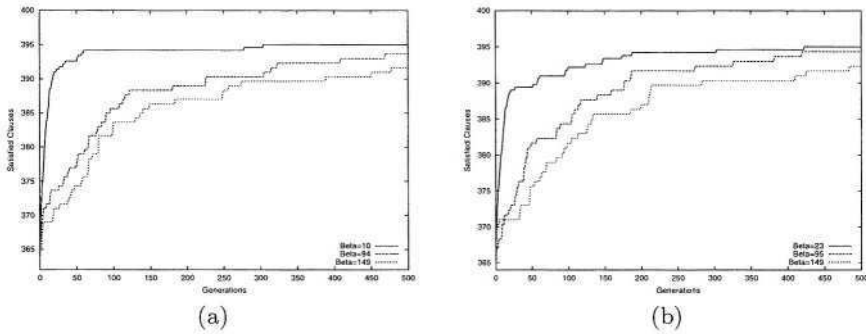 400
395
390
385
380
375
370
365
Satisfied Clauses
0 50 100 150 200 250 300 350 400 450 500
Generations
Beta=10
Beta=94
Beta=149
(a)
400
395
390
385
380
375
370
365
Satisfied Clauses
0 50 100 150 200 250 300 350 400 450 500
Generations
Beta=23
Beta=95
Beta=149
(b)